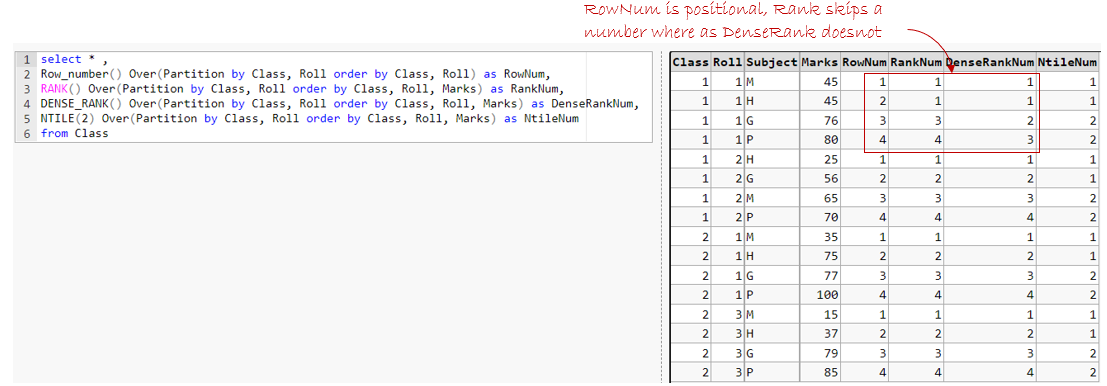 RowNum is positional, Rank skips a
number where as DenseRank doesnot
1 select * ,
2 Row_number() Over(Partition by Class, Roll order by Class, Roll) as RowNum,
3 RANK() Over(Partition by Class, Roll order by Class, Roll, Marks) as RankNum,
4 DENSE_RANK() Over(Partition by Class, Roll order by Class, Roll, Marks) as DenseRankNum,
5 NTILE(2) Over(Partition by Class, Roll order by Class, Roll, Marks) as NtileNum
6 from Class
Class Roll Subject Marks RowNum RankNum DenseRankNum NtileNum
1 1 M 45 1 1 1 1
1 1 H 45 2 1 1 1
1 1 G 76 3 3 2 2
1 1 P 80 4 4 3 2
1 2 H 25 1 1 1 1
1 2 G 56 2 2 2 1
1 2 M 65 3 3 3 2
1 2 P 70 4 4 4 2
2 1 M 35 1 1 1 1
2 1 H 75 2 2 2 1
2 1 G 77 3 3 3 2
2 1 P 100 4 4 4 2
2 3 M 15 1 1 1 1
2 3 H 37 2 2 2 1
2 3 G 79 3 3 3 2
2 3 P 85 4 4 4 2